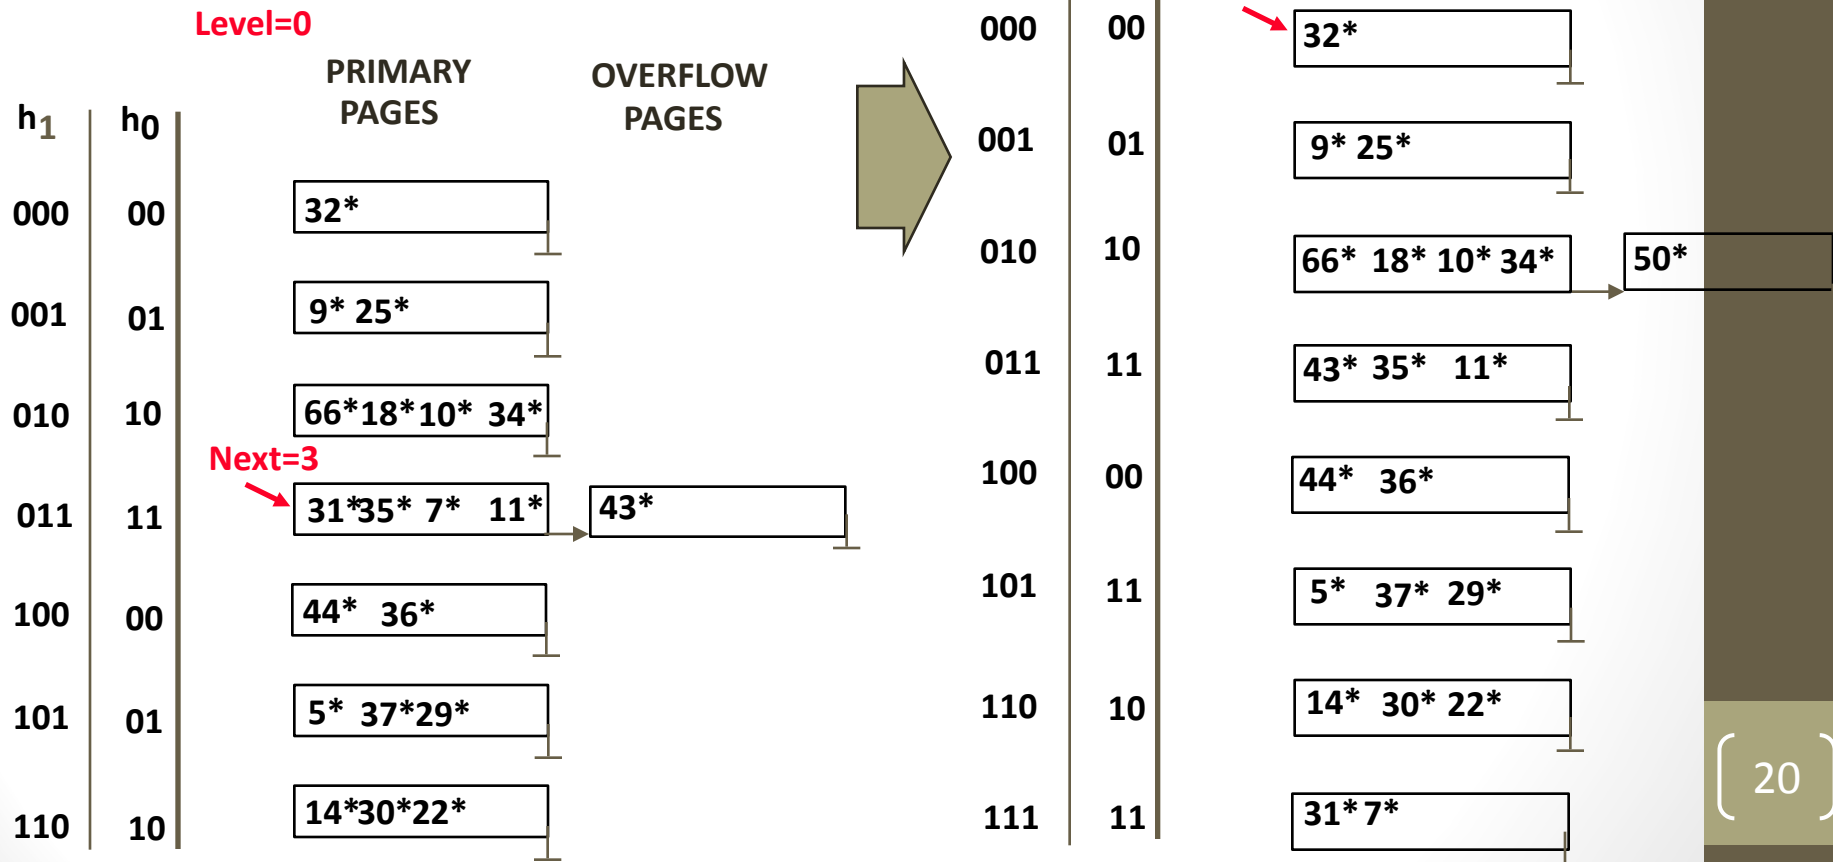 Level=0
PRIMARY
PAGES
OVERFLOW
PAGES
h1 h0
000 00 32*
001 01 9* 25*
010 10 66* 18* 10* 34*
Next=3
011 11 31* 35* 7* 11* 43*
100 00 44* 36*
101 01 5* 37* 29*
110 10 14* 30* 22*
000 00 32*
001 01 9* 25*
010 10 66* 18* 10* 34* 50*
011 11 43* 35* 11*
100 00 44* 36*
101 11 5* 37* 29*
110 10 14* 30* 22*
111 11 31* 7*
20